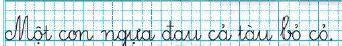 Một con ngựa đau cả tàu bỏ cỏ.